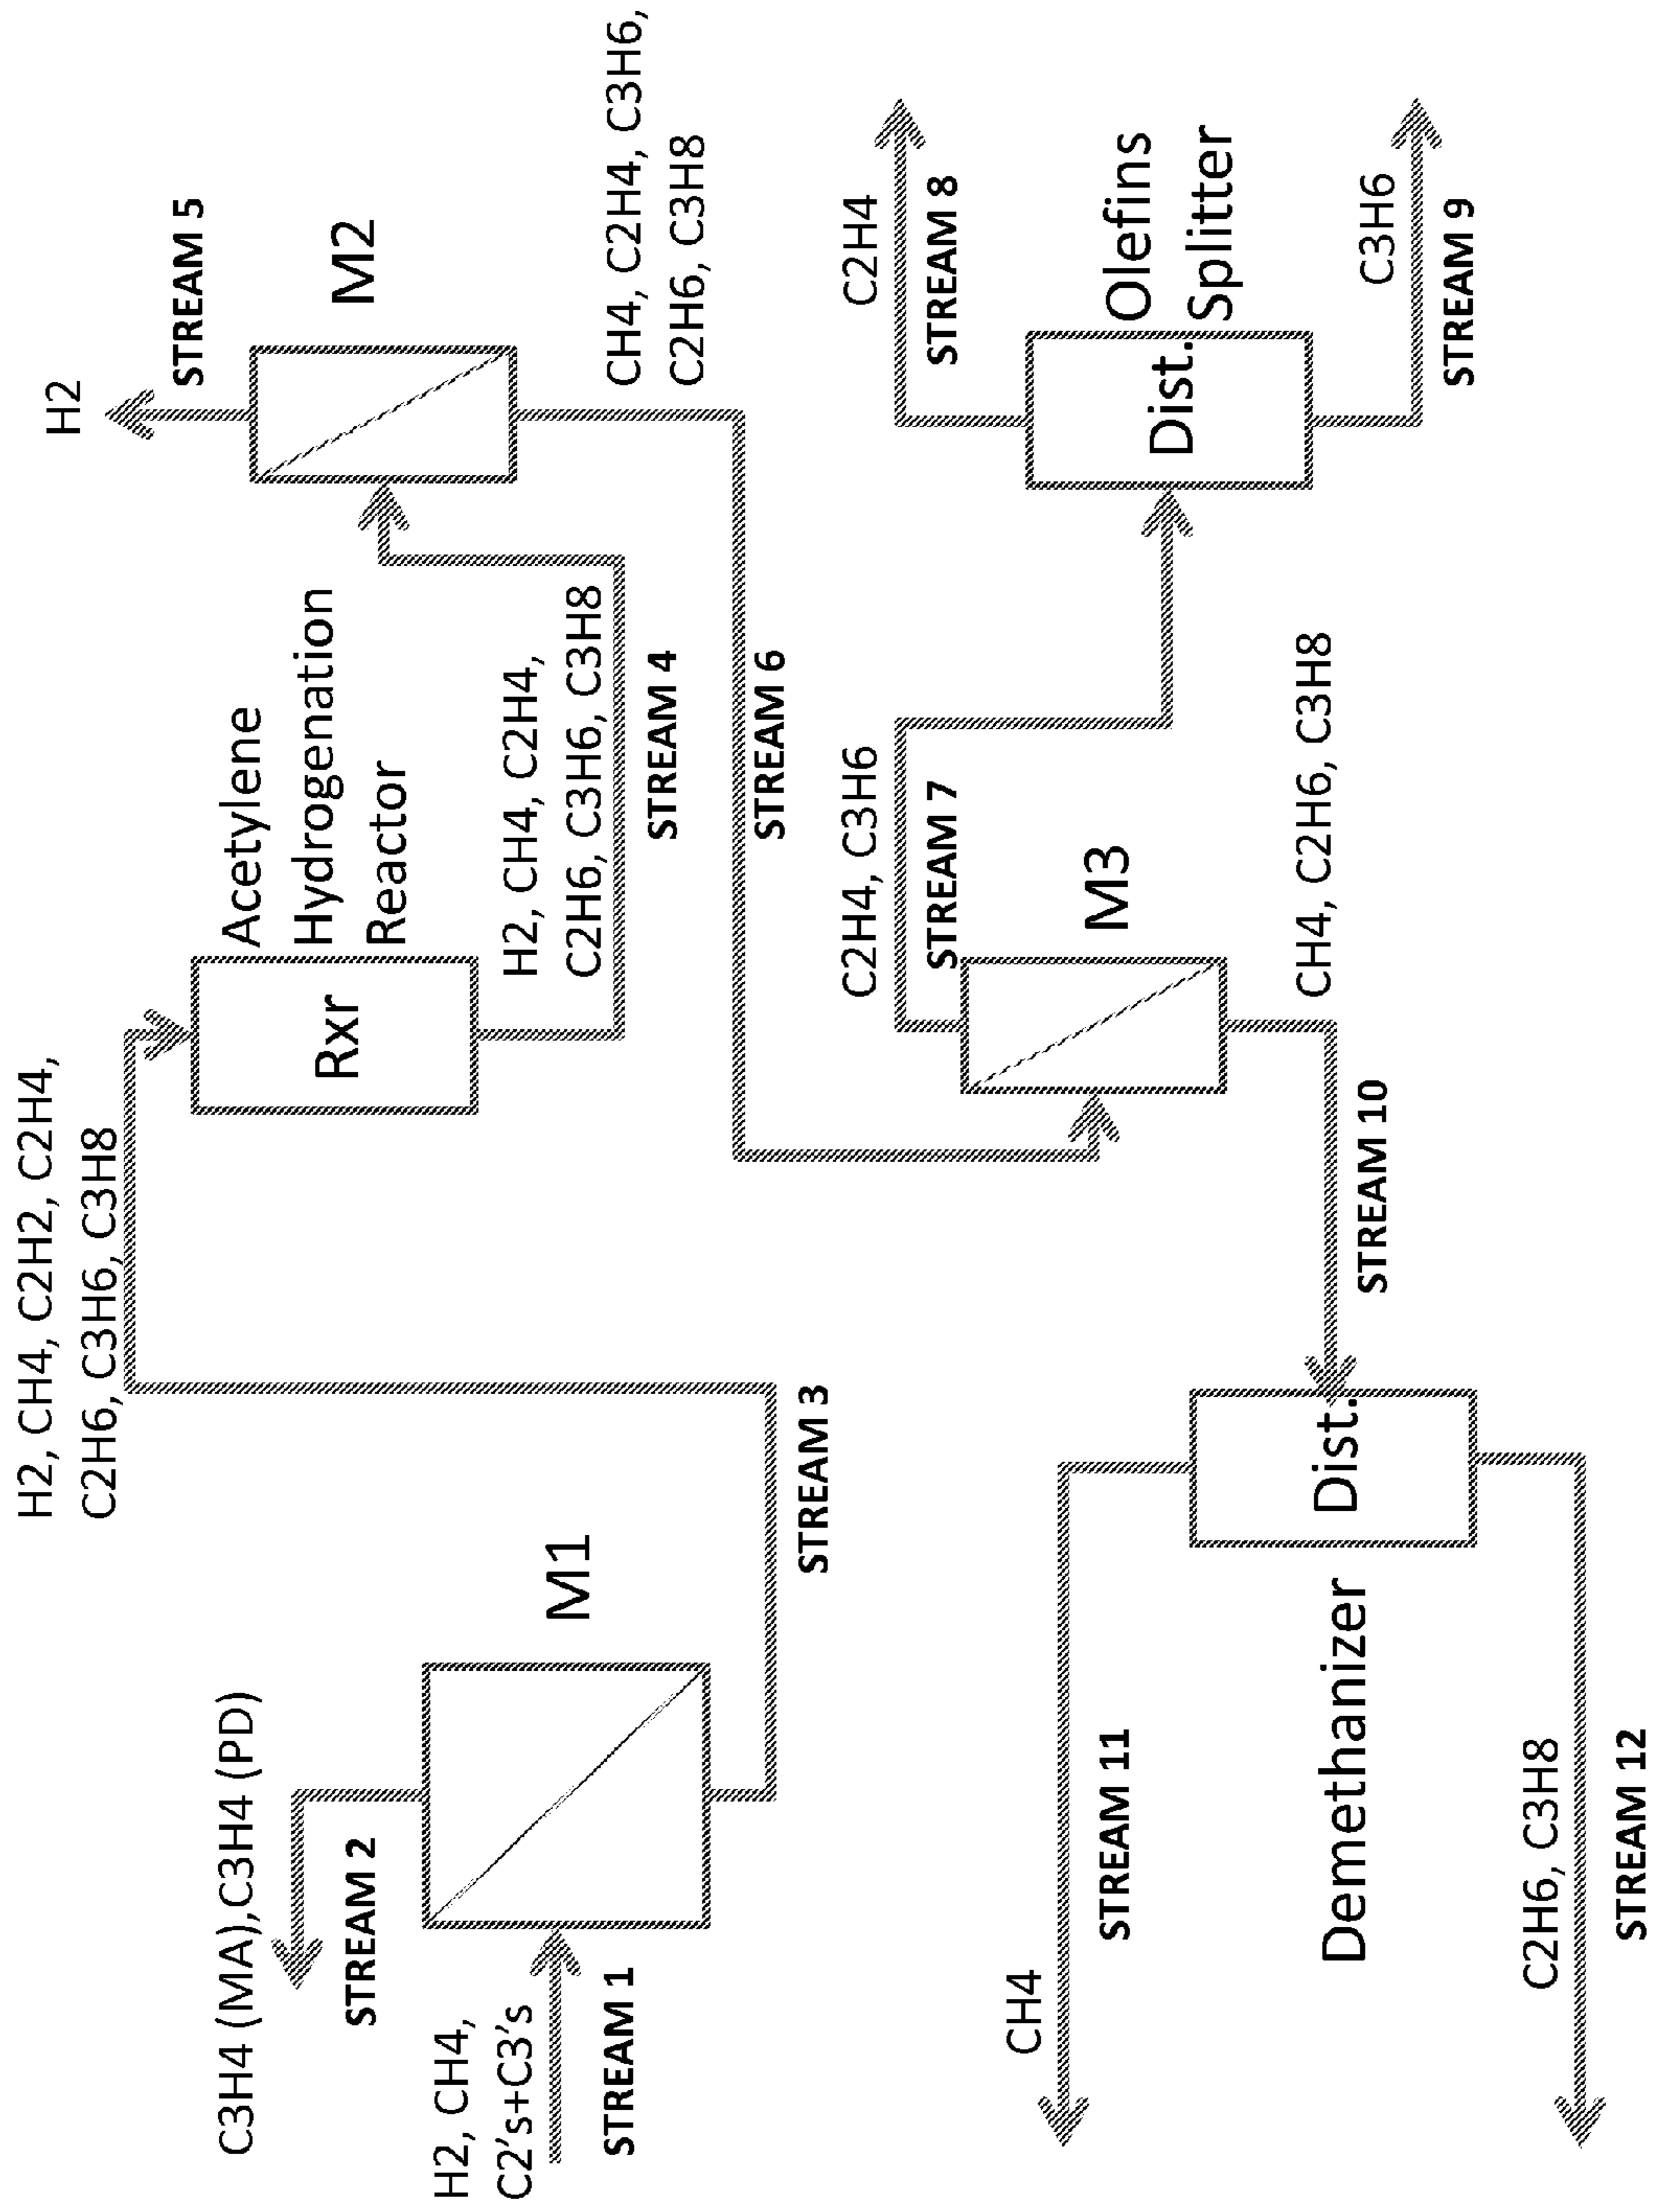 C3H4 (MA),C3H4 (PD)
STREAM 2
H2, CH4,
C2's+C3's
STREAM 1
M1
STREAM 3
H2, CH4, C2H2, C2H4,
C2H6, C3H6, C3H8
Rxr
Acetylene
Hydrogenation
Reactor
H2, CH4, C2H4,
C2H6, C3H6, C3H8
STREAM 4
H2
STREAM 5
M2
CH4, C2H4, C3H6,
C2H6, C3H8
STREAM 6
C2H4, C3H6
STREAM 7
M3
CH4, C2H6, C3H8
STREAM 10
C2H4
STREAM 8
Dist.
Olefins
Splitter
C3H6
STREAM 9
CH4
STREAM 11
Dist.
Demethanizer
C2H6, C3H8
STREAM 12